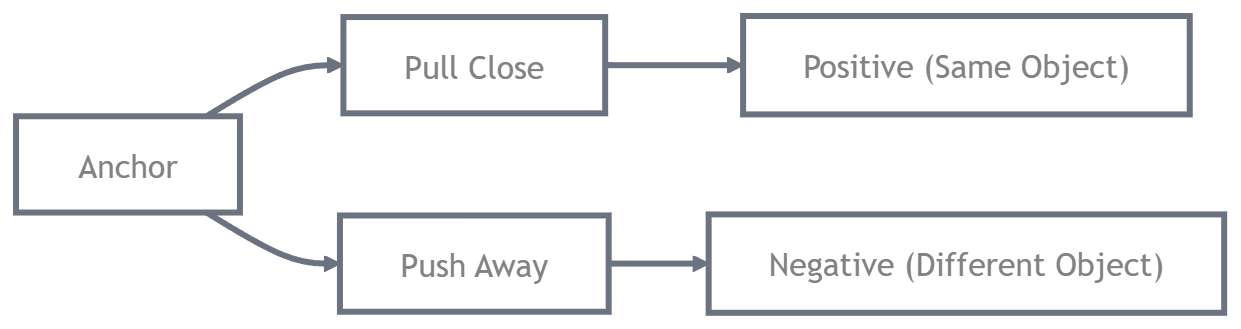 Pull Close
Positive (Same Object)
Anchor
Push Away
Negative (Different Object)